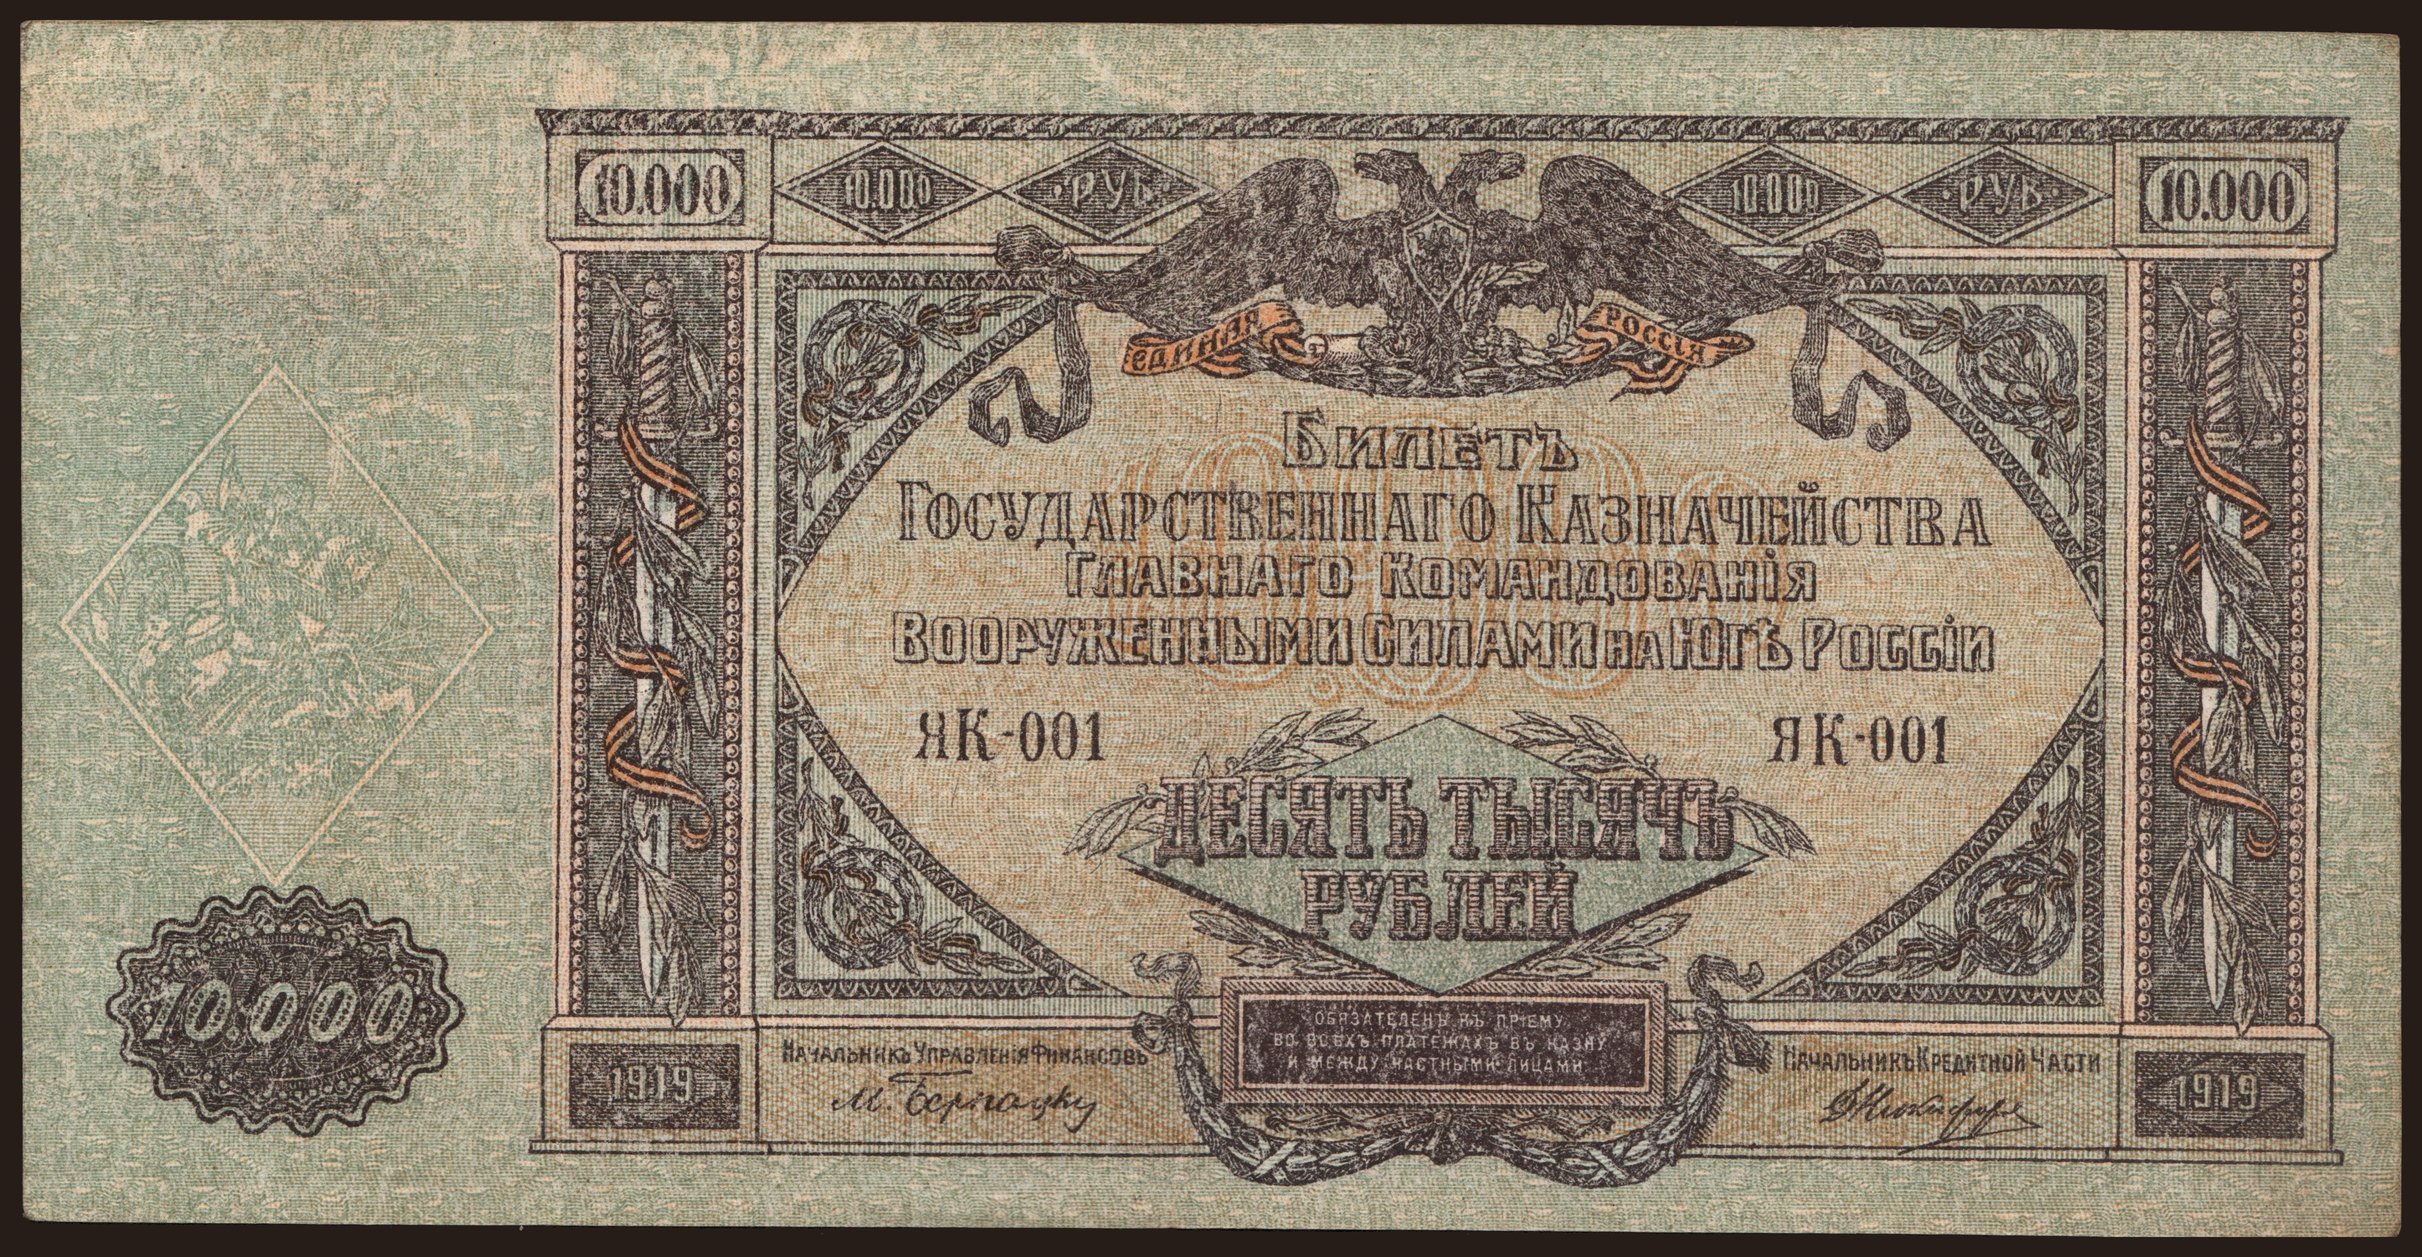 10.000 10.000 РУБ. 10.000 РУБ. 10.000
ЕДИНАЯ РОССІЯ
БИЛЕТЪ
ГОСУДАРСТВЕННАГО КАЗНАЧЕЙСТВА
ГЛАВНАГО КОМАНДОВАНІЯ
ВООРУЖЕННЫМИ СИЛАМИ НА ЮГѢ РОССІИ
ЯК-001 ЯК-001
ДЕСЯТЬ ТЫСЯЧЪ
РУБЛЕЙ
10.000
ОБЯЗАТЕЛЕНЪ КЪ ПРІЕМУ
ВО ВСѢХЪ ПЛАТЕЖАХЪ ВЪ КАЗНУ
И МЕЖДУ ЧАСТНЫМИ ЛИЦАМИ
НАЧАЛЬНИКЪ УПРАВЛЕНІЯ ФИНАНСОВЪ
М. Бернацкій
НАЧАЛЬНИКЪ КРЕДИТНОЙ ЧАСТИ
1919 1919